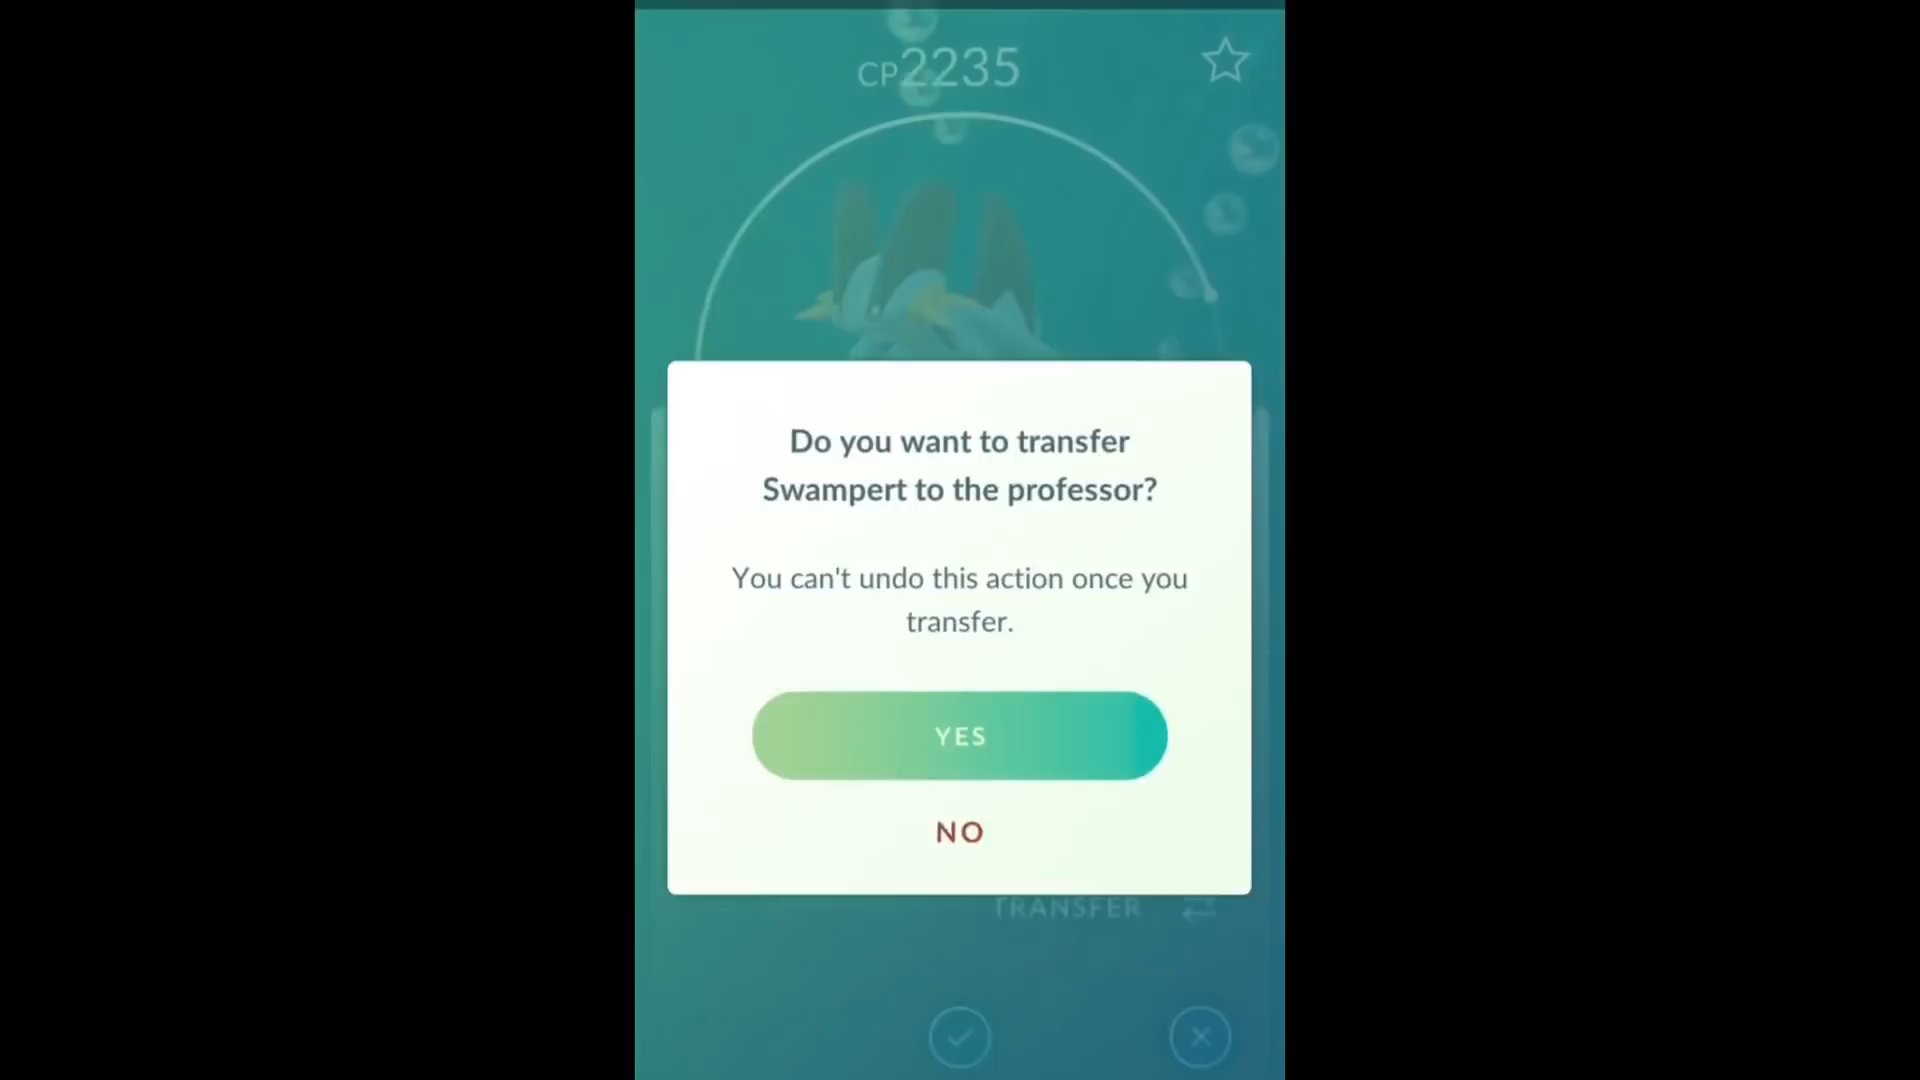 CP2235
Do you want to transfer
Swampert to the professor?
You can't undo this action once you
transfer.
YES
NO
TRANSFER